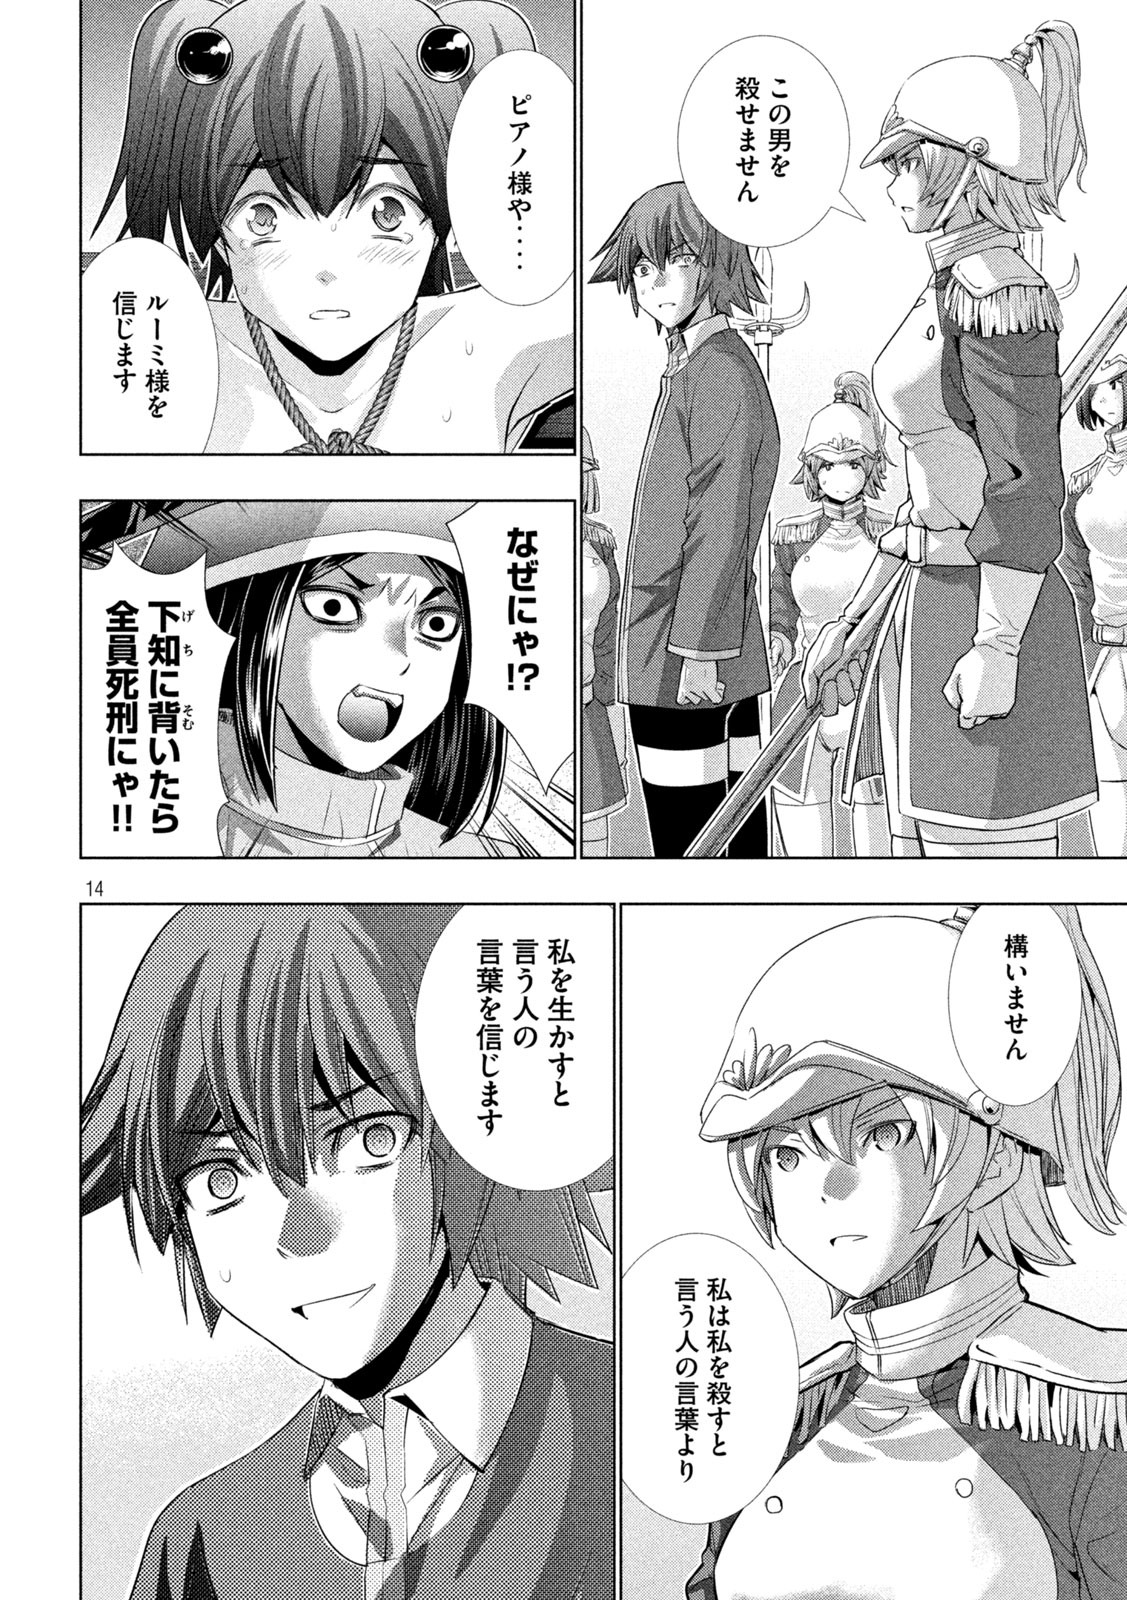 この男を
殺せません
ピアノ様や‥‥
ルーミ様を
信じます
なぜにゃ!?
下知に背いたら
げち
そむ
全員死刑にゃ!!
14
構いません
私は私を殺すと
言う人の言葉より
私を生かすと
言う人の
言葉を信じます